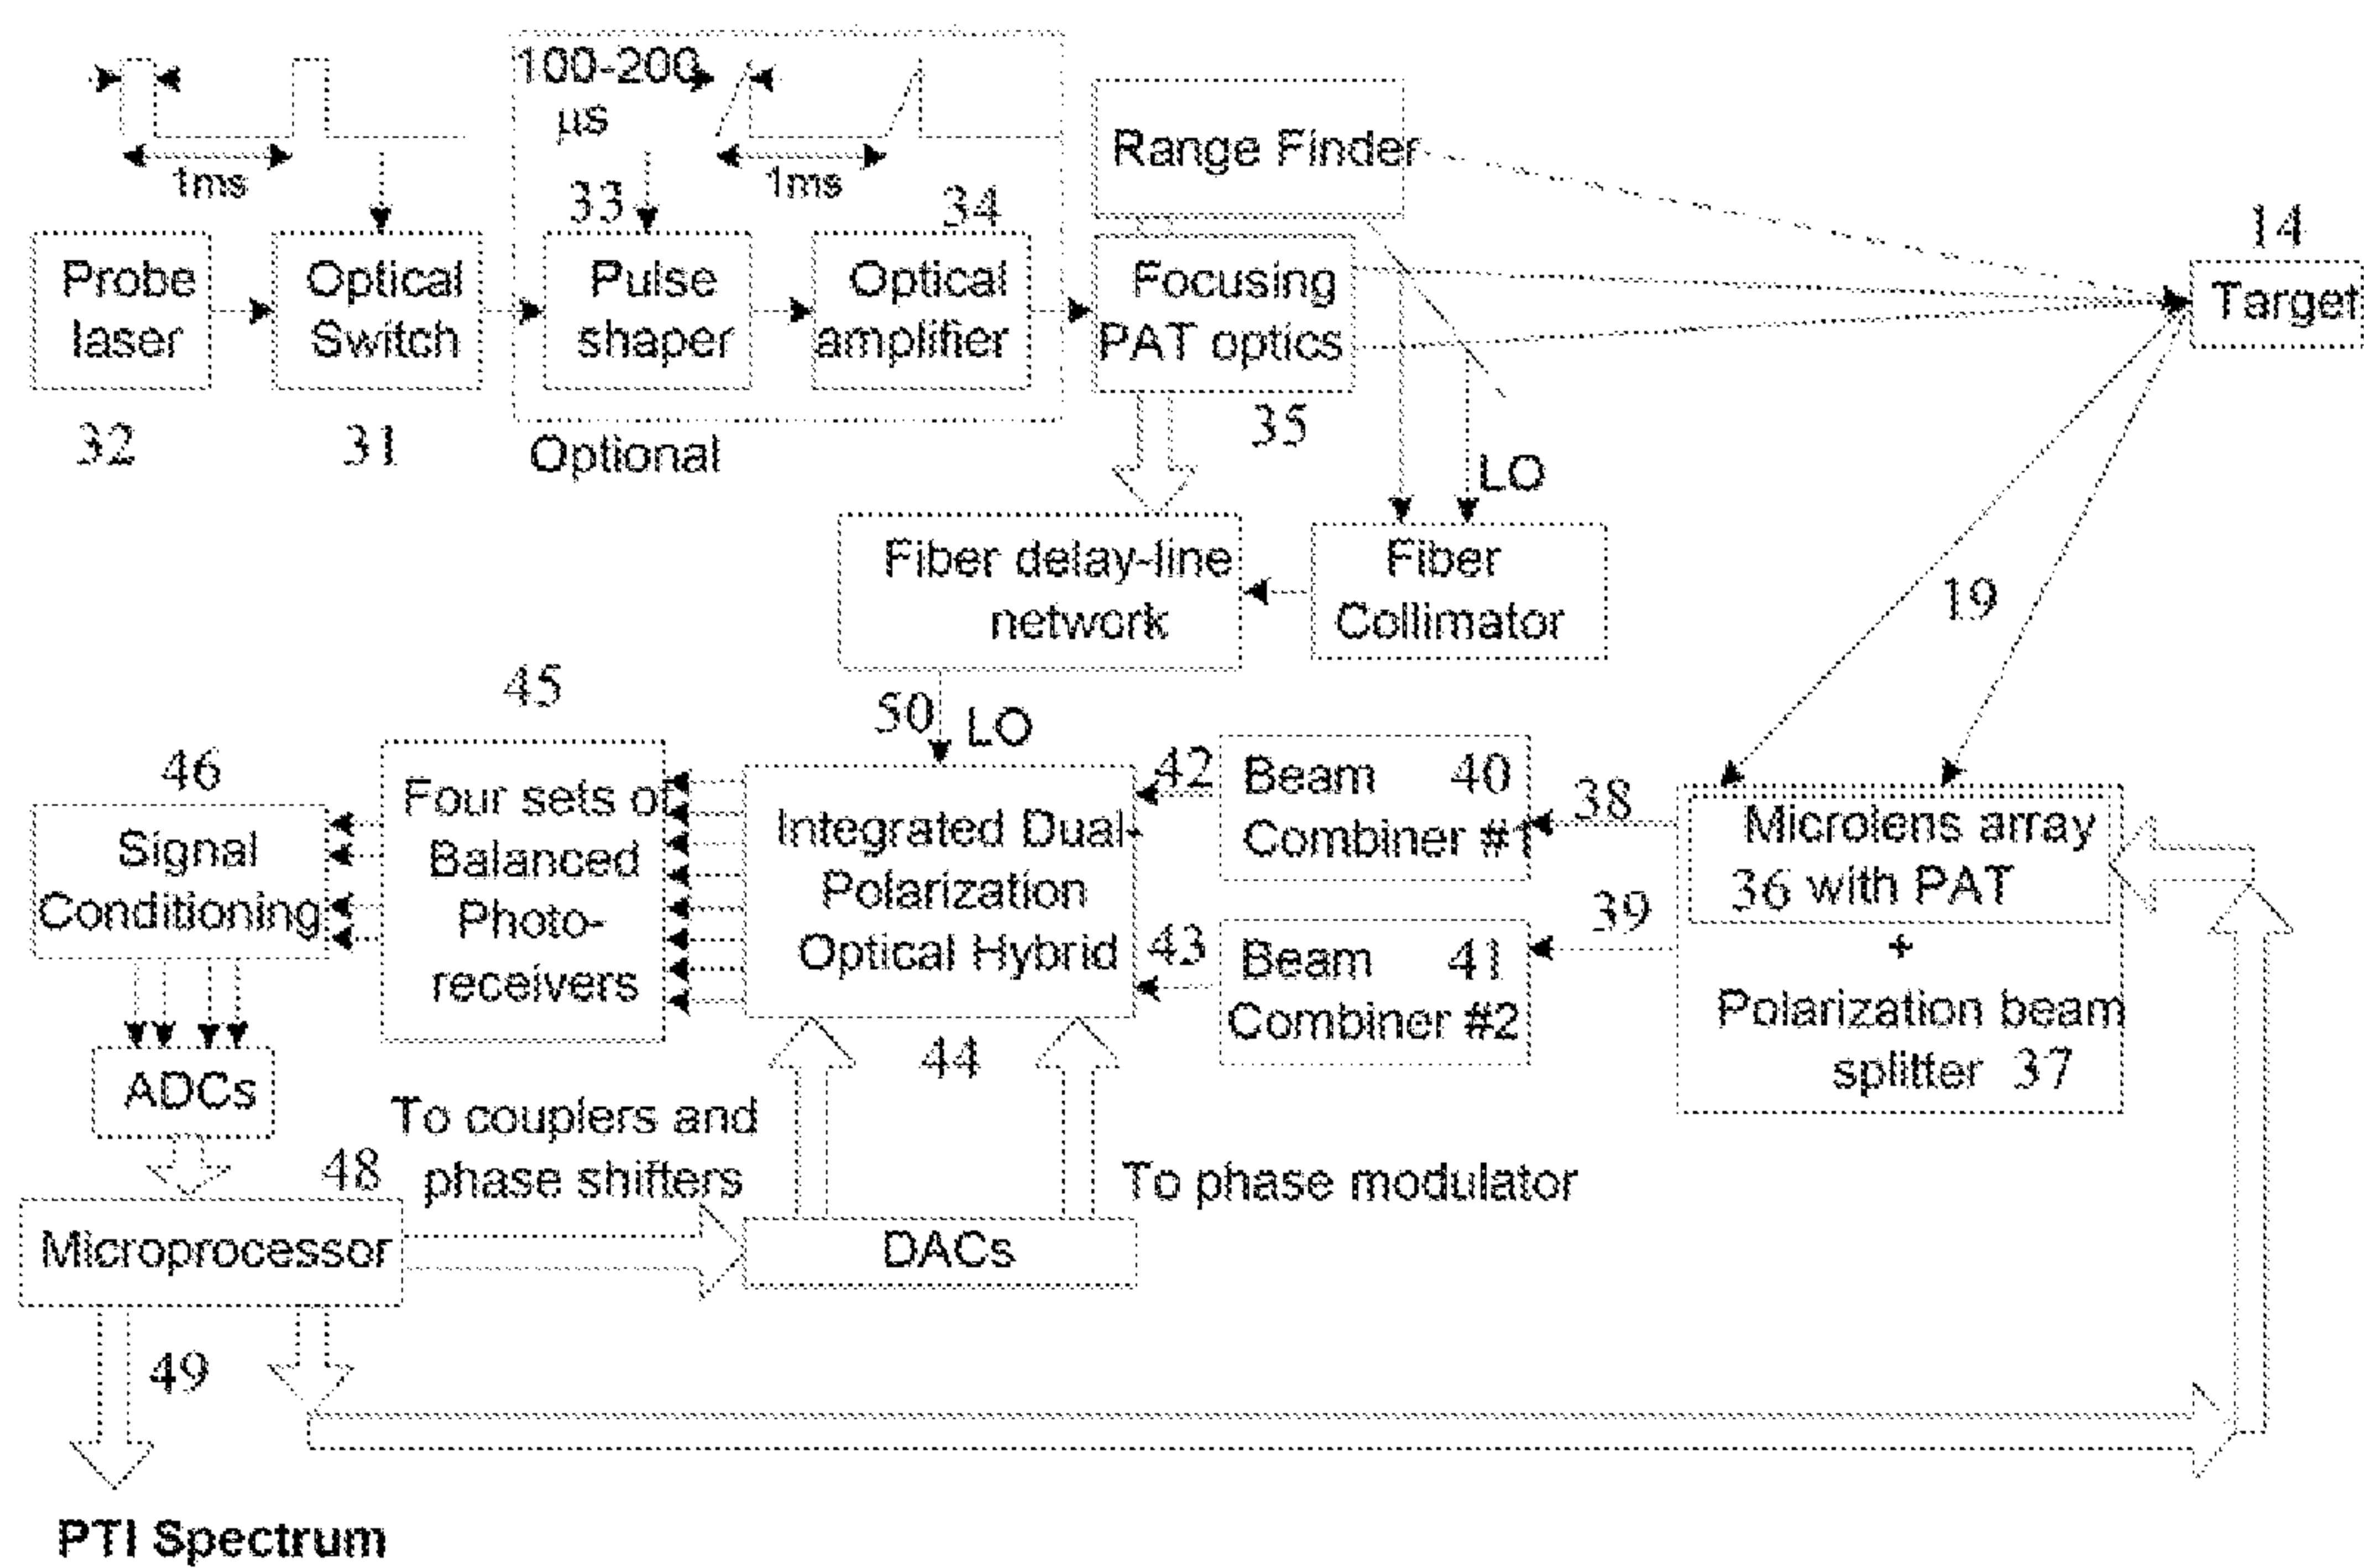 100-200
µs
1ms
1ms
33
34
Range Finder
14
Probe
laser
Optical
Switch
Pulse
shaper
Optical
amplifier
Focusing
PAT optics
Target
32
31
Optional
35
LO
Fiber delay-line
network
Fiber
Collimator
19
45
50
LO
46
42
Beam 40
Combiner #1
38
Signal
Conditioning
Four sets of
Balanced
Photo-
receivers
Integrated Dual-
Polarization
Optical Hybrid
44
43
Beam 41
Combiner #2
39
Microlens array
36 with PAT
+
Polarization beam
splitter 37
ADCs
To couplers and
phase shifters
To phase modulator
48
Microprocessor
DACs
49
PTI Spectrum